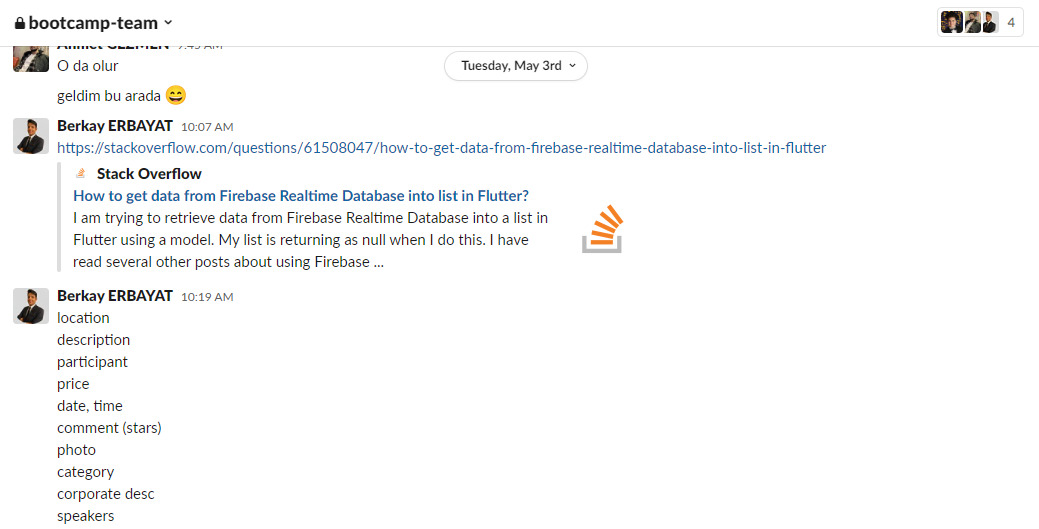 bootcamp-team
4
Ahmet GEZMEN 9:45 AM
O da olur
Tuesday, May 3rd
geldim bu arada
Berkay ERBAYAT 10:07 AM
https://stackoverflow.com/questions/61508047/how-to-get-data-from-firebase-realtime-database-into-list-in-flutter
Stack Overflow
How to get data from Firebase Realtime Database into list in Flutter?
I am trying to retrieve data from Firebase Realtime Database into a list in
Flutter using a model. My list is returning as null when I do this. I have
read several other posts about using Firebase ...
Berkay ERBAYAT 10:19 AM
location
description
participant
price
date, time
comment (stars)
photo
category
corporate desc
speakers